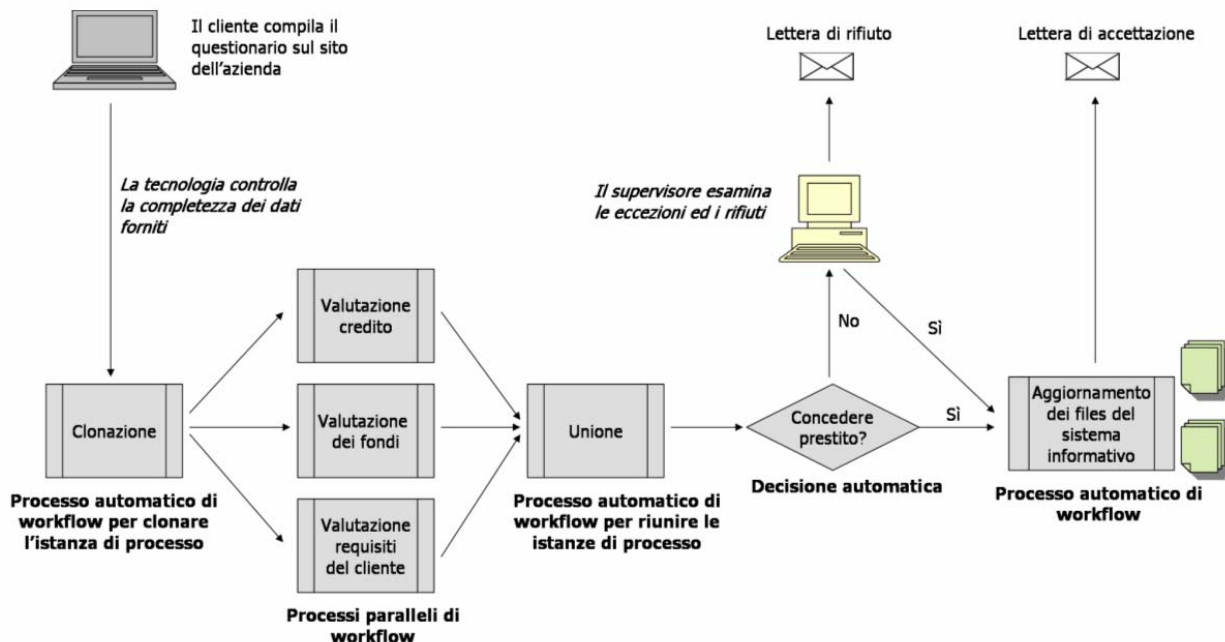 Il cliente compila il
questionario sul sito
dell'azienda
La tecnologia controlla
la completezza dei dati
forniti
Clonazione
Processo automatico di
workflow per clonare
l'istanza di processo
Valutazione
credito
Valutazione
dei fondi
Valutazione
requisiti
del cliente
Processi paralleli di
workflow
Unione
Processo automatico di
workflow per riunire le
istanze di processo
Concedere
prestito?
Decisione automatica
No
Sì
Sì
Il supervisore esamina
le eccezioni ed i rifiuti
Lettera di rifiuto
Lettera di accettazione
Aggiornamento
dei files del
sistema
informativo
Processo automatico di
workflow